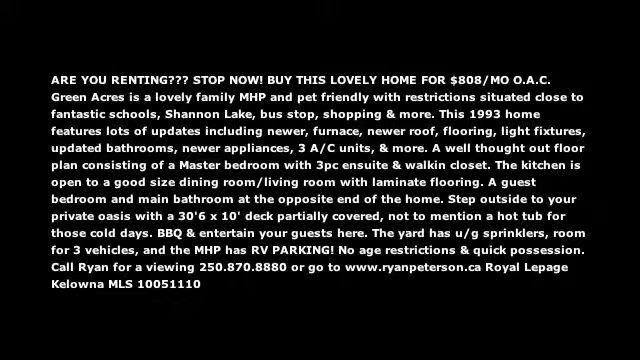 ARE YOU RENTING??? STOP NOW! BUY THIS LOVELY HOME FOR $808/MO O.A.C.
Green Acres is a lovely family MHP and pet friendly with restrictions situated close to
fantastic schools, Shannon Lake, bus stop, shopping & more. This 1993 home
features lots of updates including newer, furnace, newer roof, flooring, light fixtures,
updated bathrooms, newer appliances, 3 A/C units, & more. A well thought out floor
plan consisting of a Master bedroom with 3pc ensuite & walkin closet. The kitchen is
open to a good size dining room/living room with laminate flooring. A guest
bedroom and main bathroom at the opposite end of the home. Step outside to your
private oasis with a 30'6 x 10' deck partially covered, not to mention a hot tub for
those cold days. BBQ & entertain your guests here. The yard has u/g sprinklers, room
for 3 vehicles, and the MHP has RV PARKING! No age restrictions & quick possession.
Call Ryan for a viewing 250.870.8880 or go to www.ryanpeterson.ca Royal Lepage
Kelowna MLS 10051110